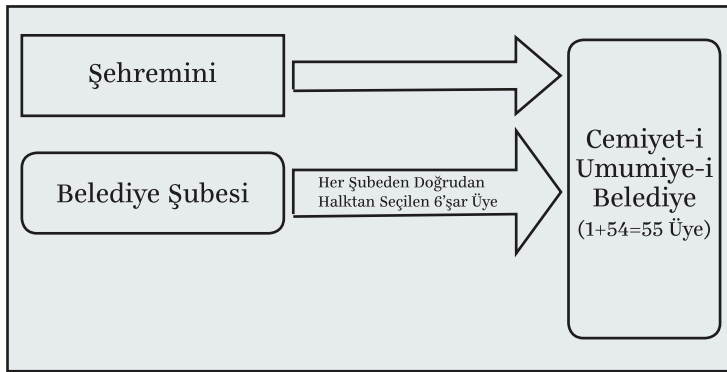 Şehremini
Belediye Şubesi
Her Şubeden Doğrudan
Halktan Seçilen 6'şar Üye
Cemiyet-i
Umumiye-i
Belediye
(1+54=55 Üye)